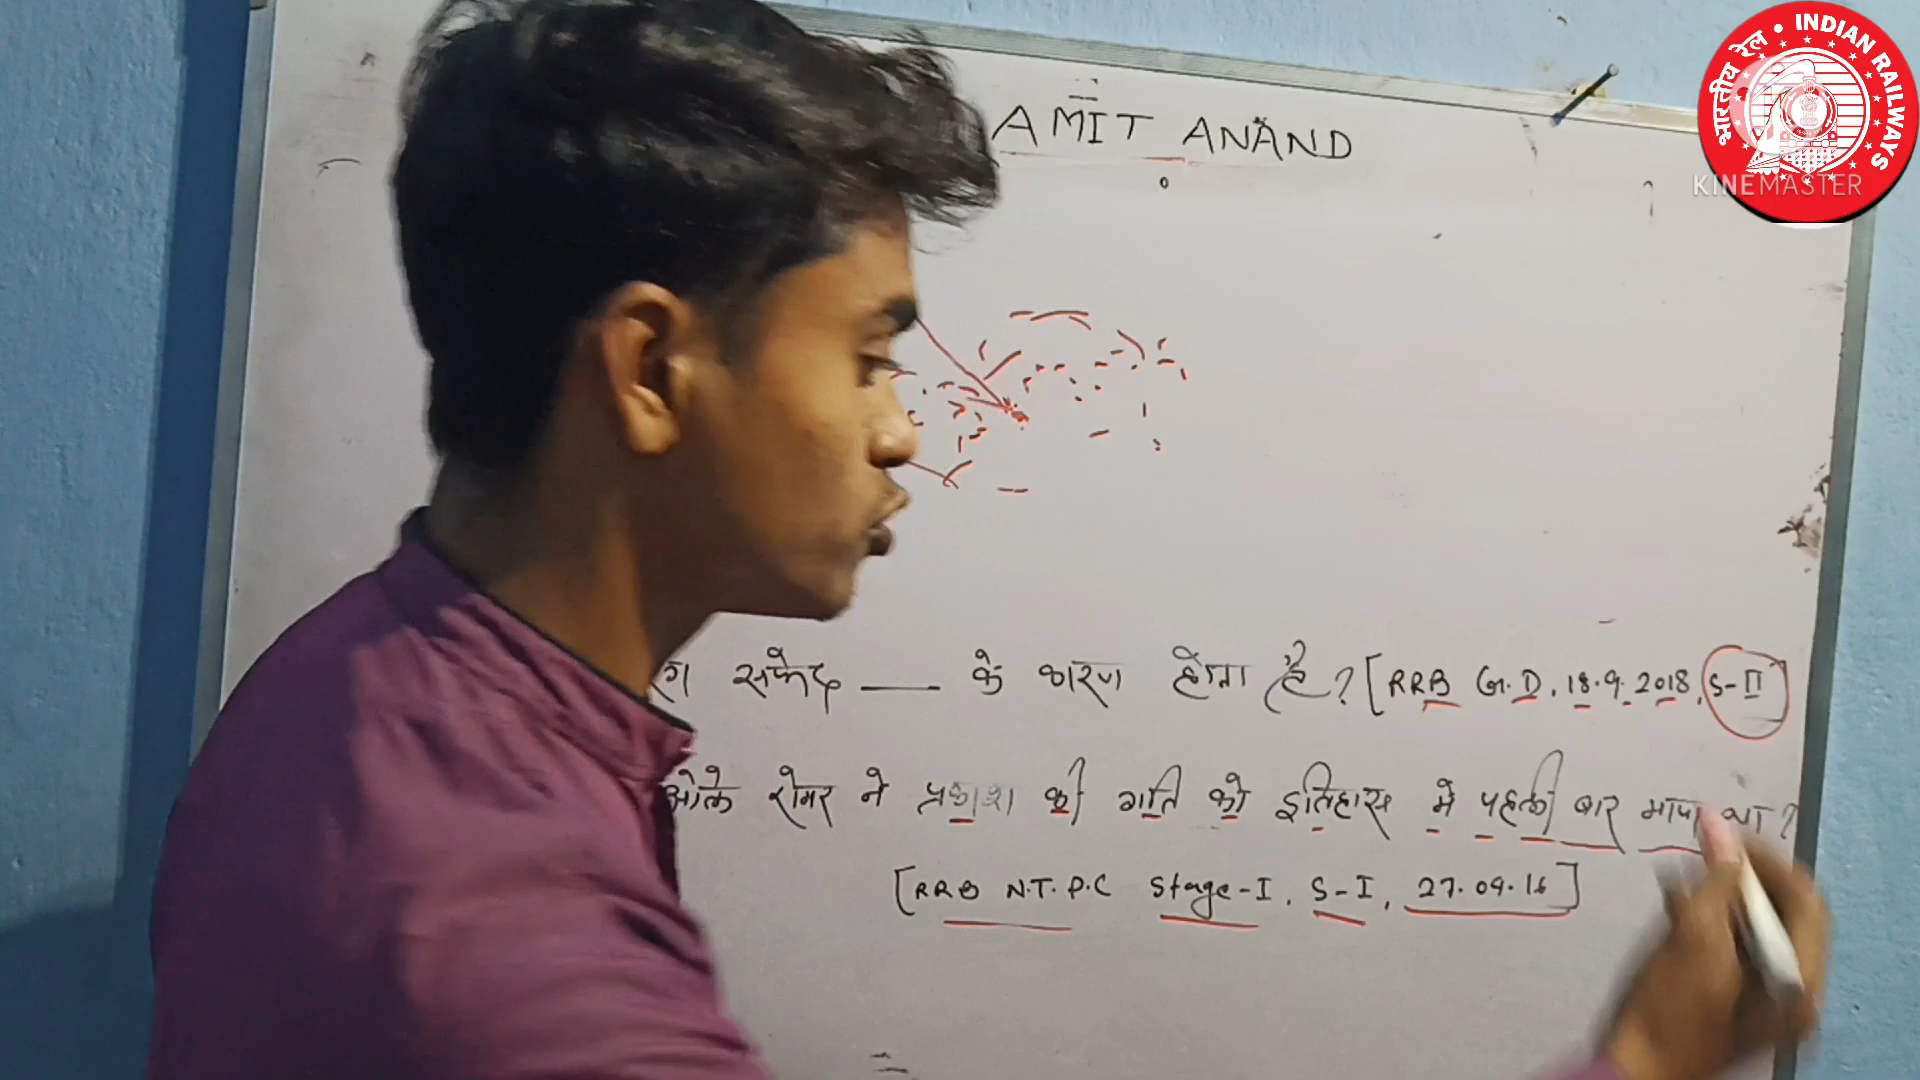 AMIT ANAND
भारतीय रेल • INDIAN RAILWAYS
KINEMASTER
रंग सफेद ——— के कारण होता है? [RRB G.D, 18.9.2018, S-II]
ओले रोमर ने प्रकाश की गति को इतिहास में पहली बार मापा था?
[RRB N.T.P.C Stage-I, S-I, 27.04.16]